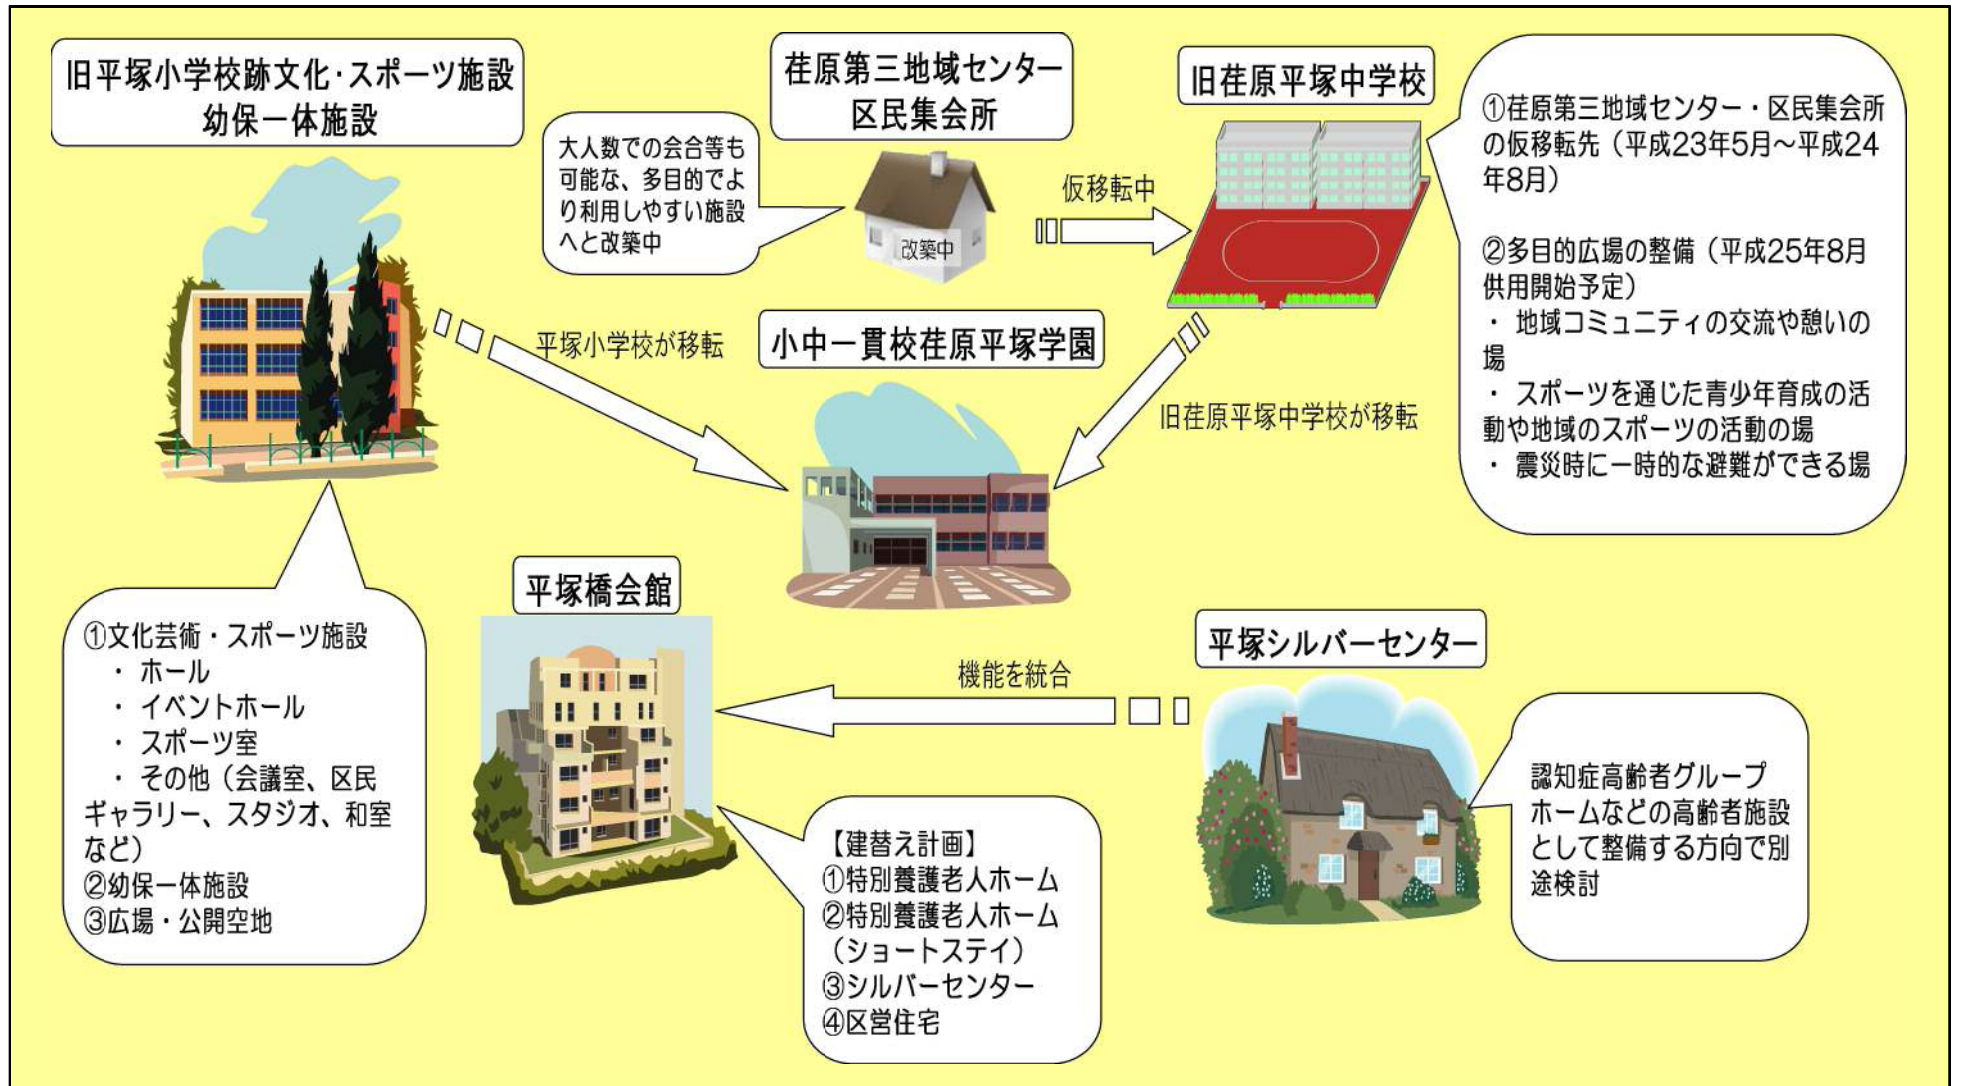 旧平塚小学校跡文化・スポーツ施設
幼保一体施設
荏原第三地域センター
区民集会所
旧荏原平塚中学校
大人数での会合等も
可能な、多目的でよ
り利用しやすい施設
へと改築中
改築中
仮移転中
①荏原第三地域センター・区民集会所
の仮移転先（平成23年5月～平成24
年8月）
②多目的広場の整備（平成25年8月
供用開始予定）
・ 地域コミュニティの交流や憩いの
場
・ スポーツを通じた青少年育成の活
動や地域のスポーツの活動の場
・ 震災時に一時的な避難ができる場
平塚小学校が移転
小中一貫校荏原平塚学園
旧荏原平塚中学校が移転
①文化芸術・スポーツ施設
・ ホール
・ イベントホール
・ スポーツ室
・ その他（会議室、区民
ギャラリー、スタジオ、和室
など）
②幼保一体施設
③広場・公開空地
平塚橋会館
機能を統合
平塚シルバーセンター
【建替え計画】
①特別養護老人ホーム
②特別養護老人ホーム
（ショートステイ）
③シルバーセンター
④区営住宅
認知症高齢者グループ
ホームなどの高齢者施設
として整備する方向で別
途検討